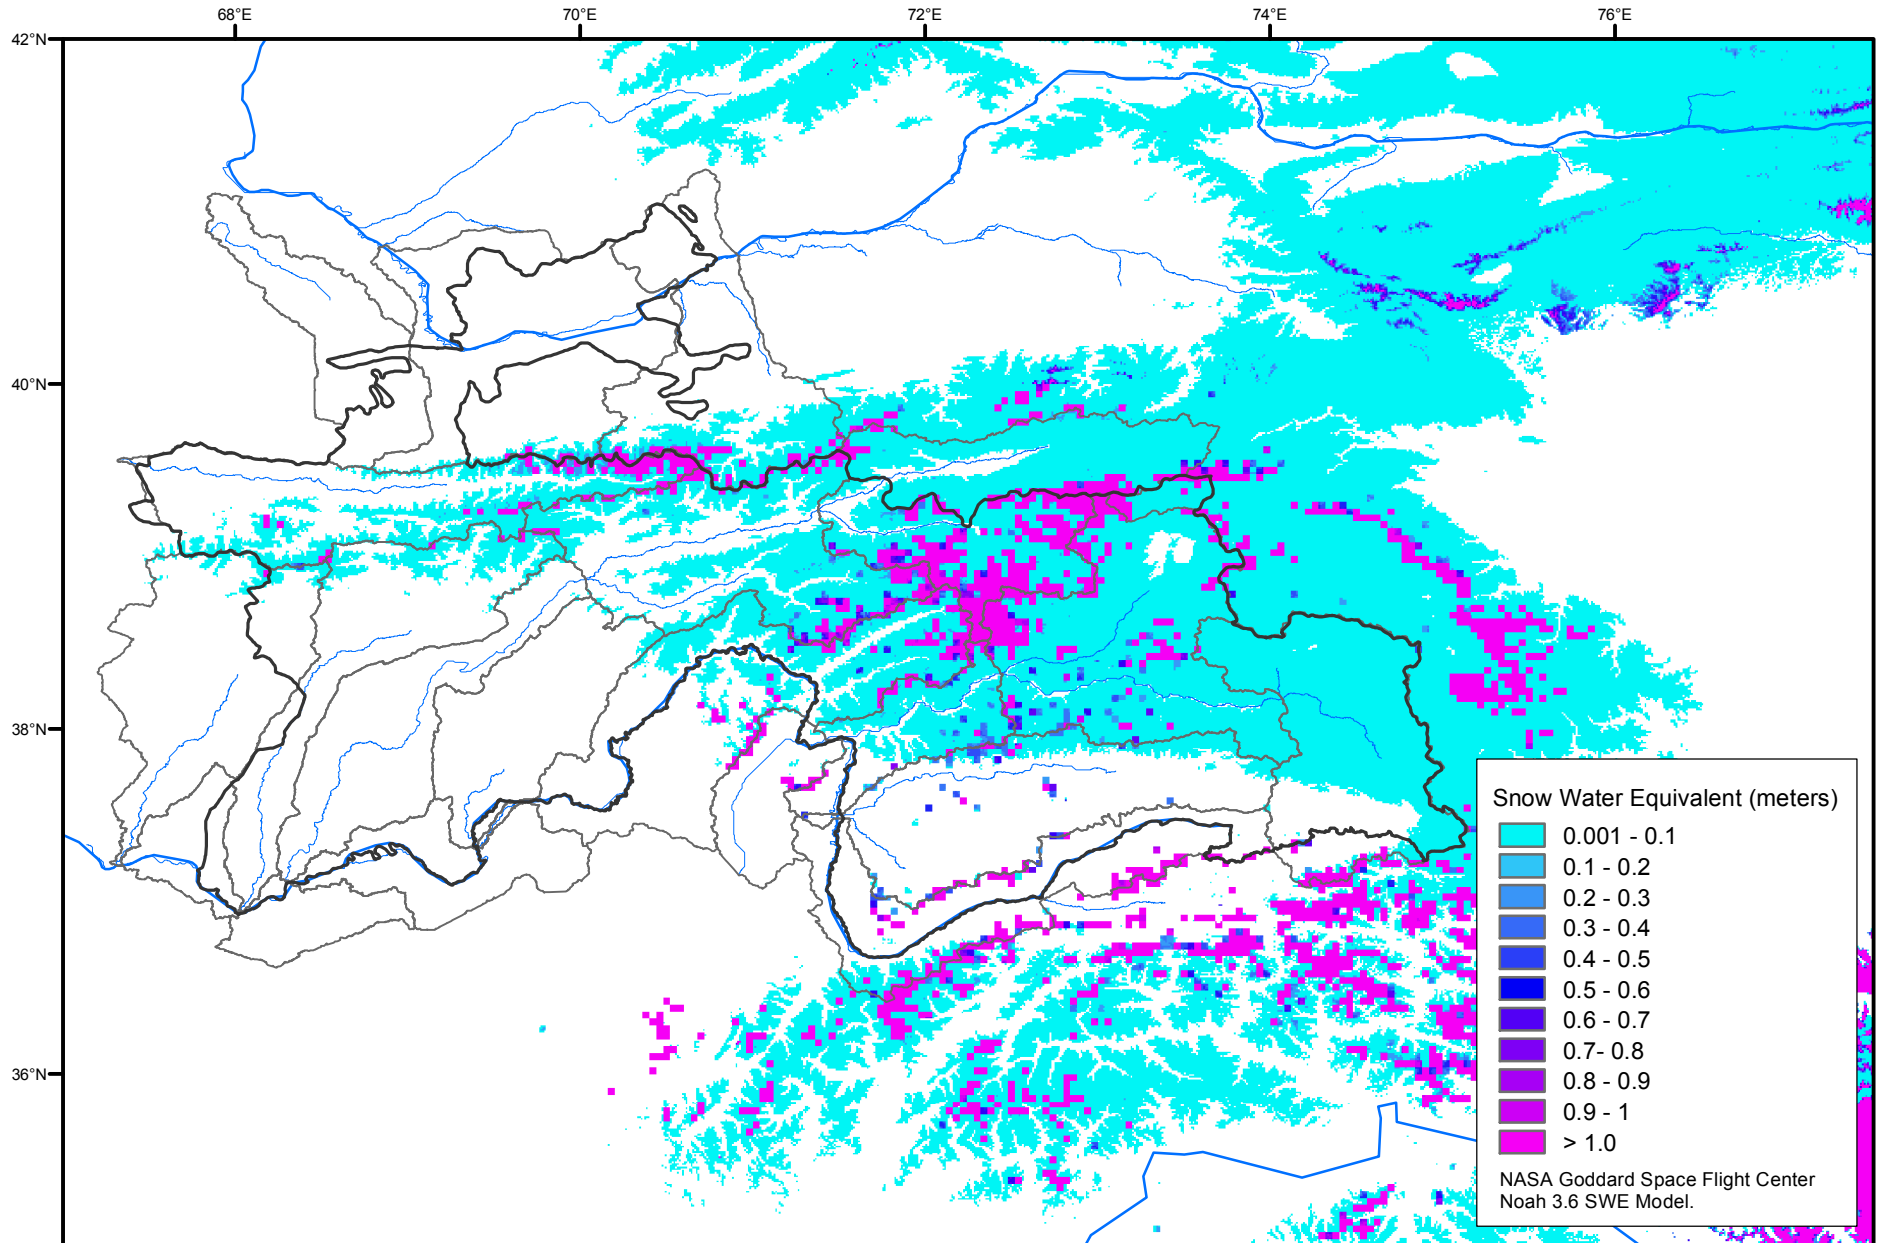 68°E 70°E 72°E 74°E 76°E
42°N
40°N
38°N
36°N
Snow Water Equivalent (meters)
0.001 - 0.1
0.1 - 0.2
0.2 - 0.3
0.3 - 0.4
0.4 - 0.5
0.5 - 0.6
0.6 - 0.7
0.7- 0.8
0.8 - 0.9
0.9 - 1
> 1.0
NASA Goddard Space Flight Center
Noah 3.6 SWE Model.